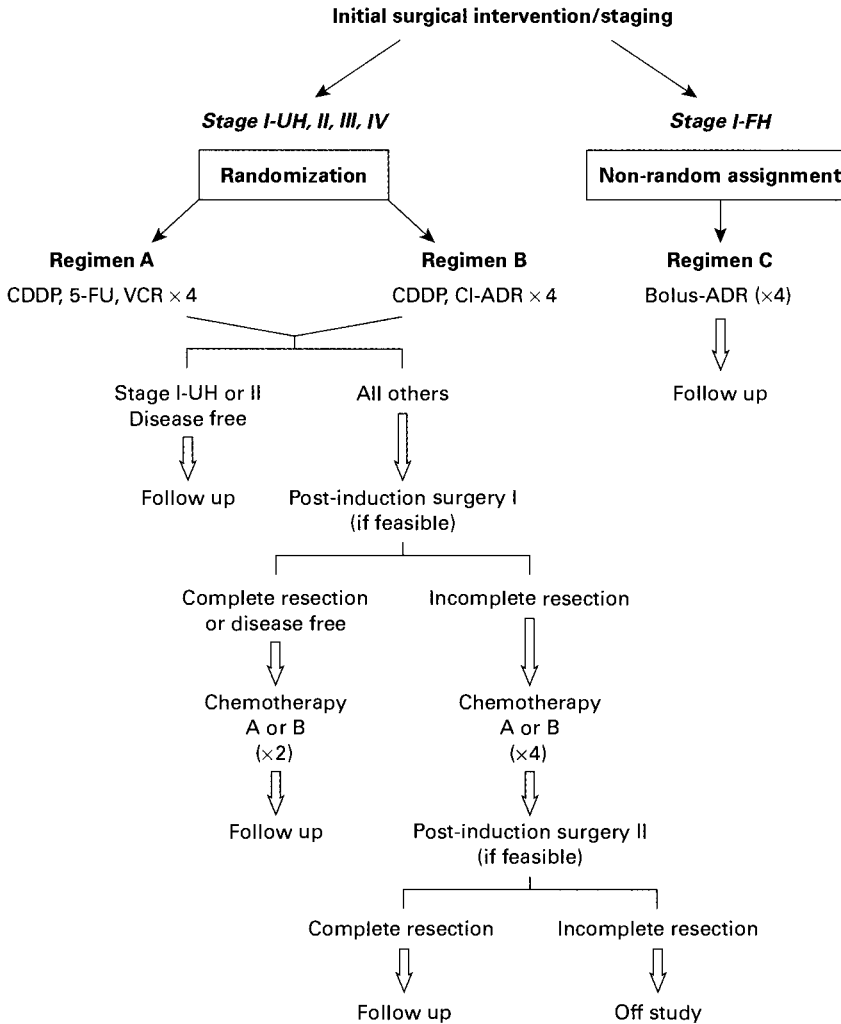 Initial surgical intervention/staging
Stage I-UH, II, III, IV
Stage I-FH
Randomization
Non-random assignment
Regimen A
Regimen B
Regimen C
CDDP, 5-FU, VCR ×4
CDDP, CI-ADR ×4
Bolus-ADR (×4)
Stage I-UH or II
Disease free
All others
Follow up
Follow up
Post-induction surgery I
(if feasible)
Complete resection
or disease free
Incomplete resection
Chemotherapy
A or B
(×2)
Chemotherapy
A or B
(×4)
Follow up
Post-induction surgery II
(if feasible)
Complete resection
Incomplete resection
Follow up
Off study